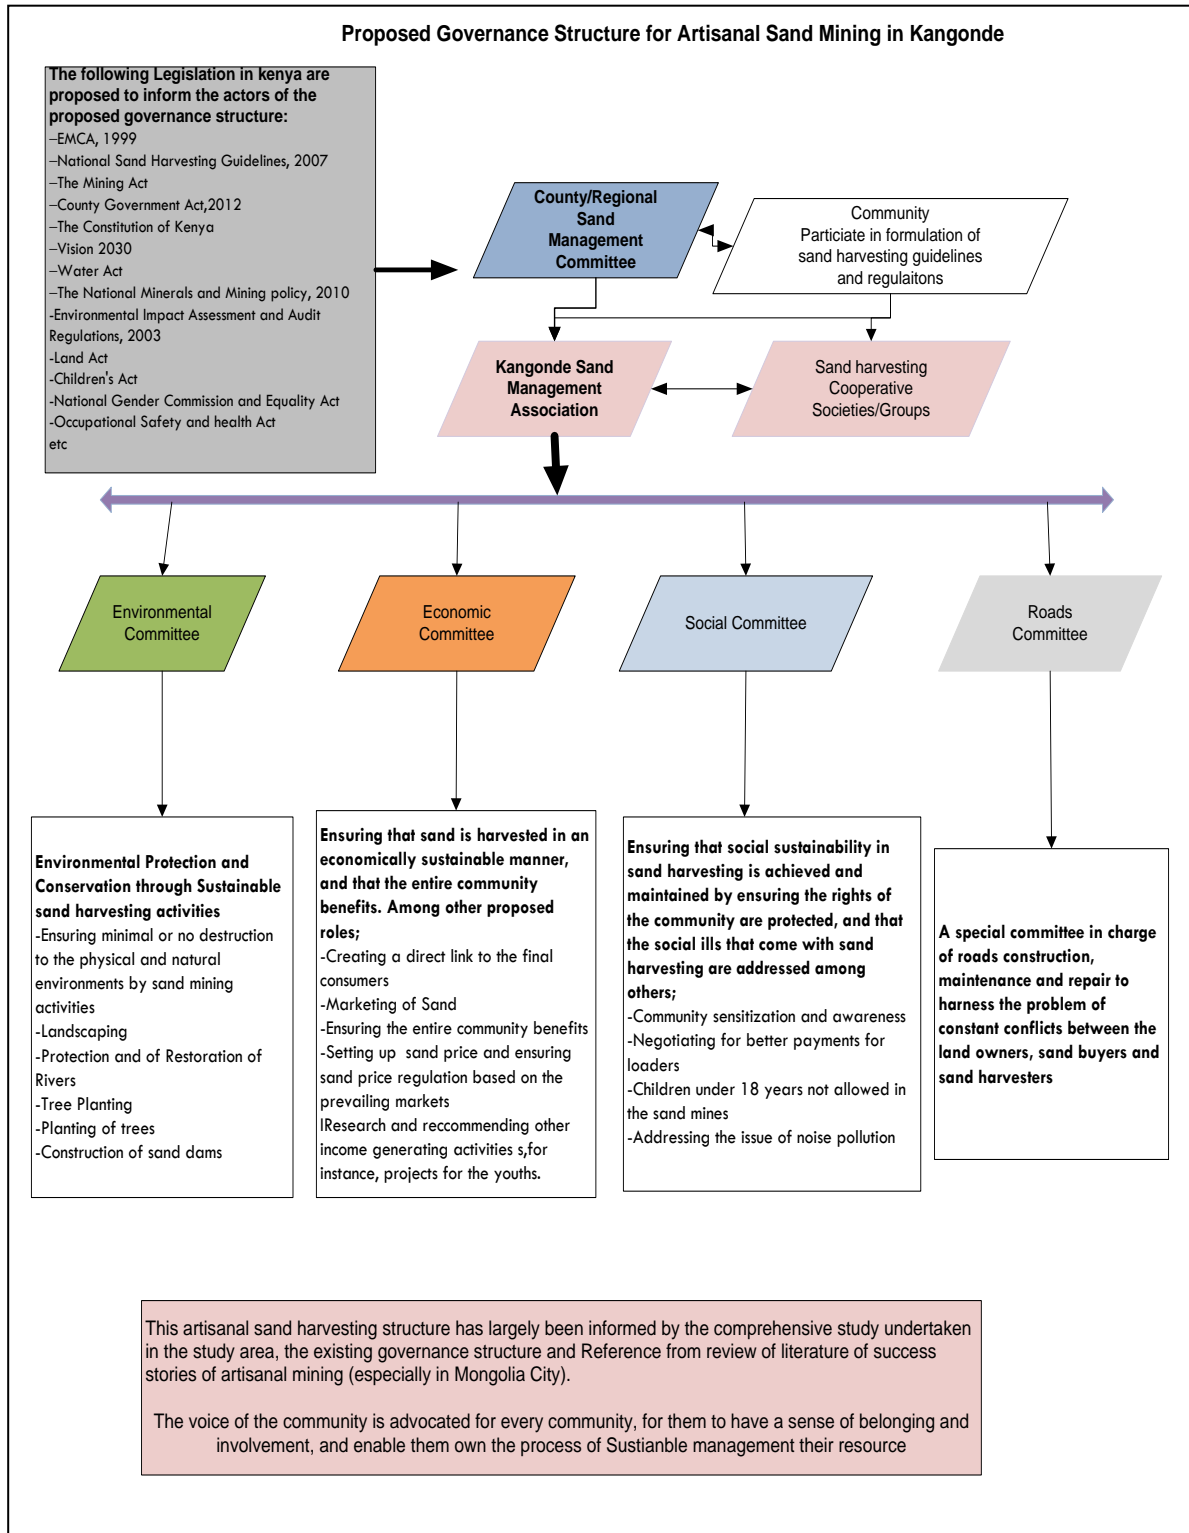 Proposed Governance Structure for Artisanal Sand Mining in Kangonde
The following Legislation in kenya are
proposed to inform the actors of the
proposed governance structure:
–EMCA, 1999
–National Sand Harvesting Guidelines, 2007
–The Mining Act
–County Government Act,2012
–The Constitution of Kenya
–Vision 2030
–Water Act
–The National Minerals and Mining policy, 2010
-Environmental Impact Assessment and Audit
Regulations, 2003
-Land Act
-Children's Act
-National Gender Commission and Equality Act
-Occupational Safety and health Act
etc
County/Regional
Sand
Management
Committee
Community
Particiate in formulation of
sand harvesting guidelines
and regulaitons
Kangonde Sand
Management
Association
Sand harvesting
Cooperative
Societies/Groups
Environmental
Committee
Economic
Committee
Social Committee
Roads
Committee
Environmental Protection and
Conservation through Sustainable
sand harvesting activities
-Ensuring minimal or no destruction
to the physical and natural
environments by sand mining
activities
-Landscaping
-Protection and of Restoration of
Rivers
-Tree Planting
-Planting of trees
-Construction of sand dams
Ensuring that sand is harvested in an
economically sustainable manner,
and that the entire community
benefits. Among other proposed
roles;
-Creating a direct link to the final
consumers
-Marketing of Sand
-Ensuring the entire community benefits
-Setting up sand price and ensuring
sand price regulation based on the
prevailing markets
lResearch and reccommending other
income generating activities s,for
instance, projects for the youths.
Ensuring that social sustainability in
sand harvesting is achieved and
maintained by ensuring the rights of
the community are protected, and that
the social ills that come with sand
harvesting are addressed among
others;
-Community sensitization and awareness
-Negotiating for better payments for
loaders
-Children under 18 years not allowed in
the sand mines
-Addressing the issue of noise pollution
A special committee in charge
of roads construction,
maintenance and repair to
harness the problem of
constant conflicts between the
land owners, sand buyers and
sand harvesters
This artisanal sand harvesting structure has largely been informed by the comprehensive study undertaken
in the study area, the existing governance structure and Reference from review of literature of success
stories of artisanal mining (especially in Mongolia City).
The voice of the community is advocated for every community, for them to have a sense of belonging and
involvement, and enable them own the process of Sustianble management their resource